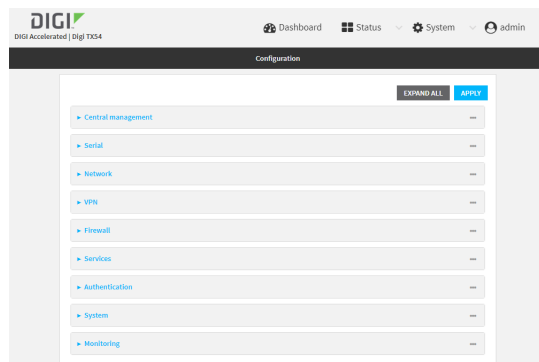 DIGI
DIGI Accelerated | Digi TX54
Dashboard Status System admin
Configuration
EXPAND ALL APPLY
Central management
Serial
Network
VPN
Firewall
Services
Authentication
System
Monitoring